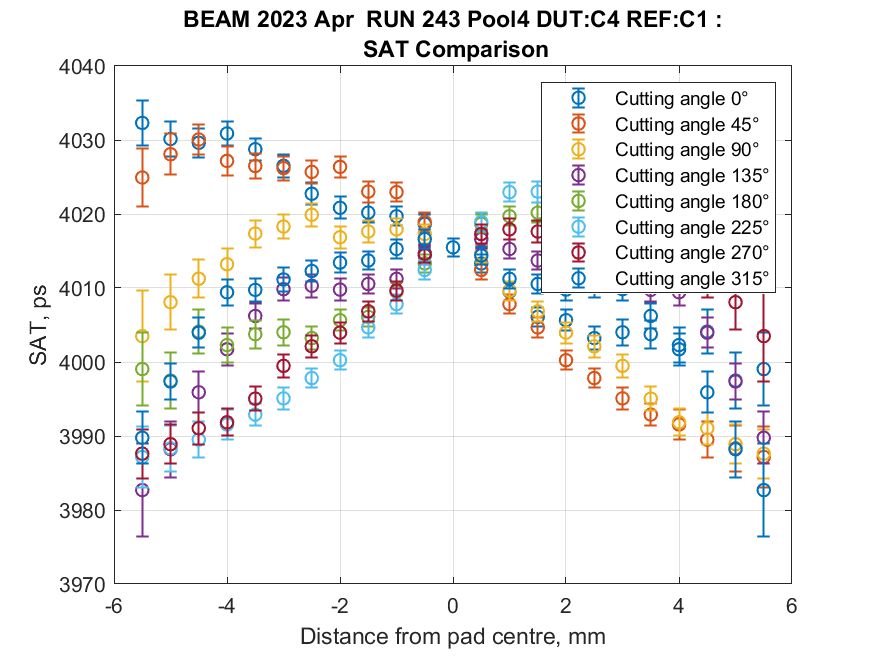 BEAM 2023 Apr RUN 243 Pool4 DUT:C4 REF:C1 :
SAT Comparison
4040
4030
4020
4010
4000
3990
3980
3970
SAT, ps
Cutting angle 0°
Cutting angle 45°
Cutting angle 90°
Cutting angle 135°
Cutting angle 180°
Cutting angle 225°
Cutting angle 270°
Cutting angle 315°
-6
-4
-2
0
2
4
6
Distance from pad centre, mm